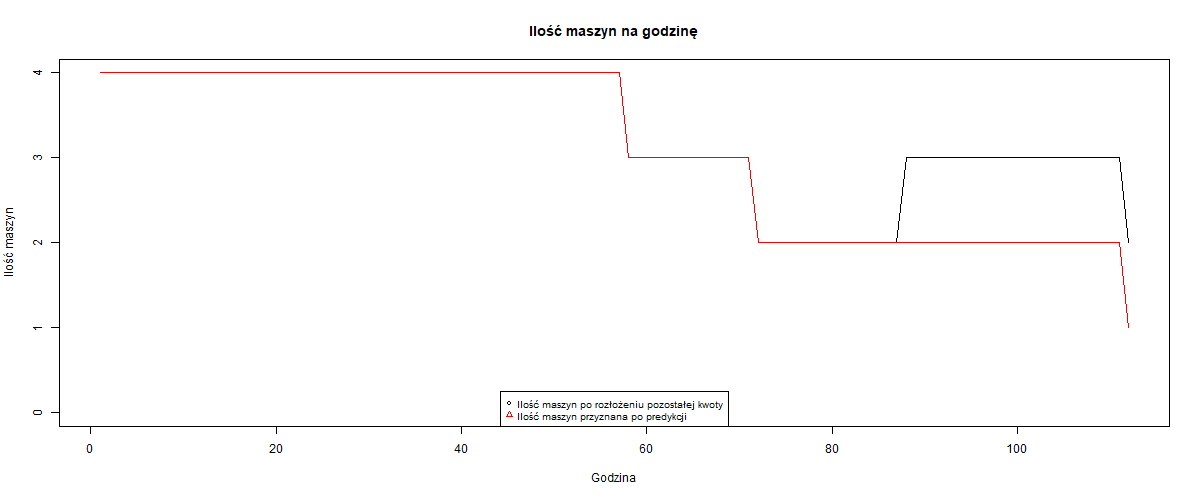 Ilość maszyn na godzinę
Ilość maszyn
4
3
2
1
0
Ilość maszyn po rozłożeniu pozostałej kwoty
Ilość maszyn przyznana po predykcji
0 20 40 60 80 100
Godzina